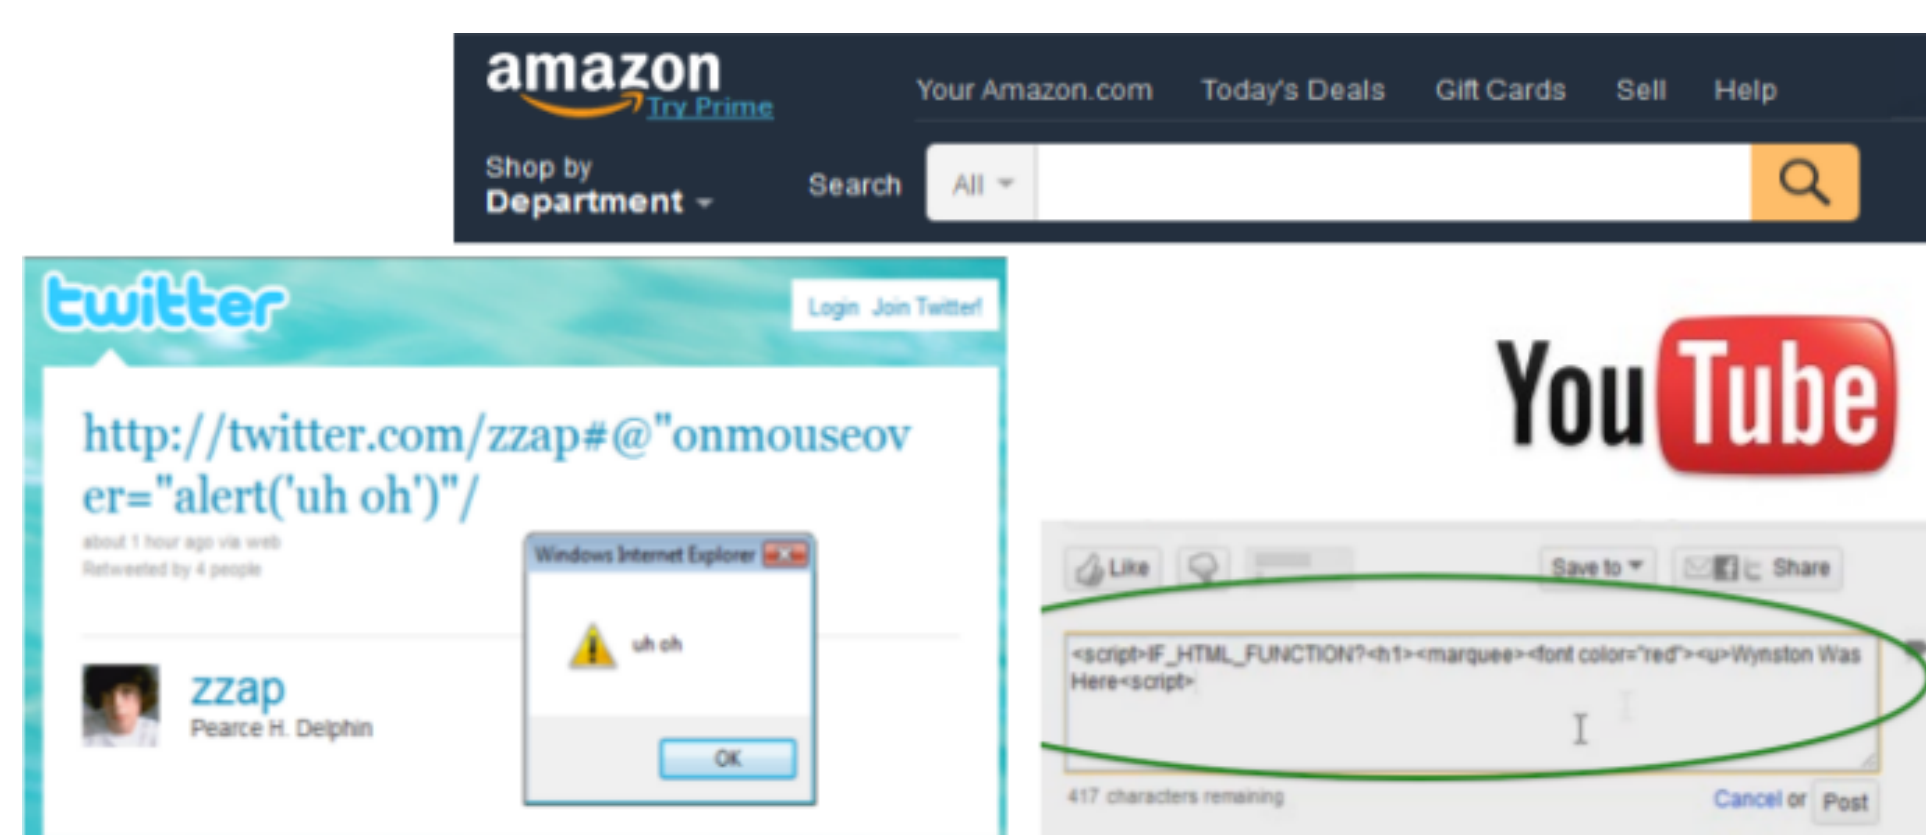 amazon
Try Prime
Your Amazon.com Today's Deals Gift Cards Sell Help
Shop by
Department
Search All
twitter
Login Join Twitter!
http://twitter.com/zzap#@"onmouseov
er="alert('uh oh')"/
about 1 hour ago via web
Retweeted by 4 people
zzap
Pearce H. Delphin
Windows Internet Explorer
uh oh
OK
YouTube
Like
Save to
Share
<script>IF_HTML_FUNCTION?<h1><marquee><font color="red"><u>Wynston Was
Here<script>
417 characters remaining
Cancel or Post